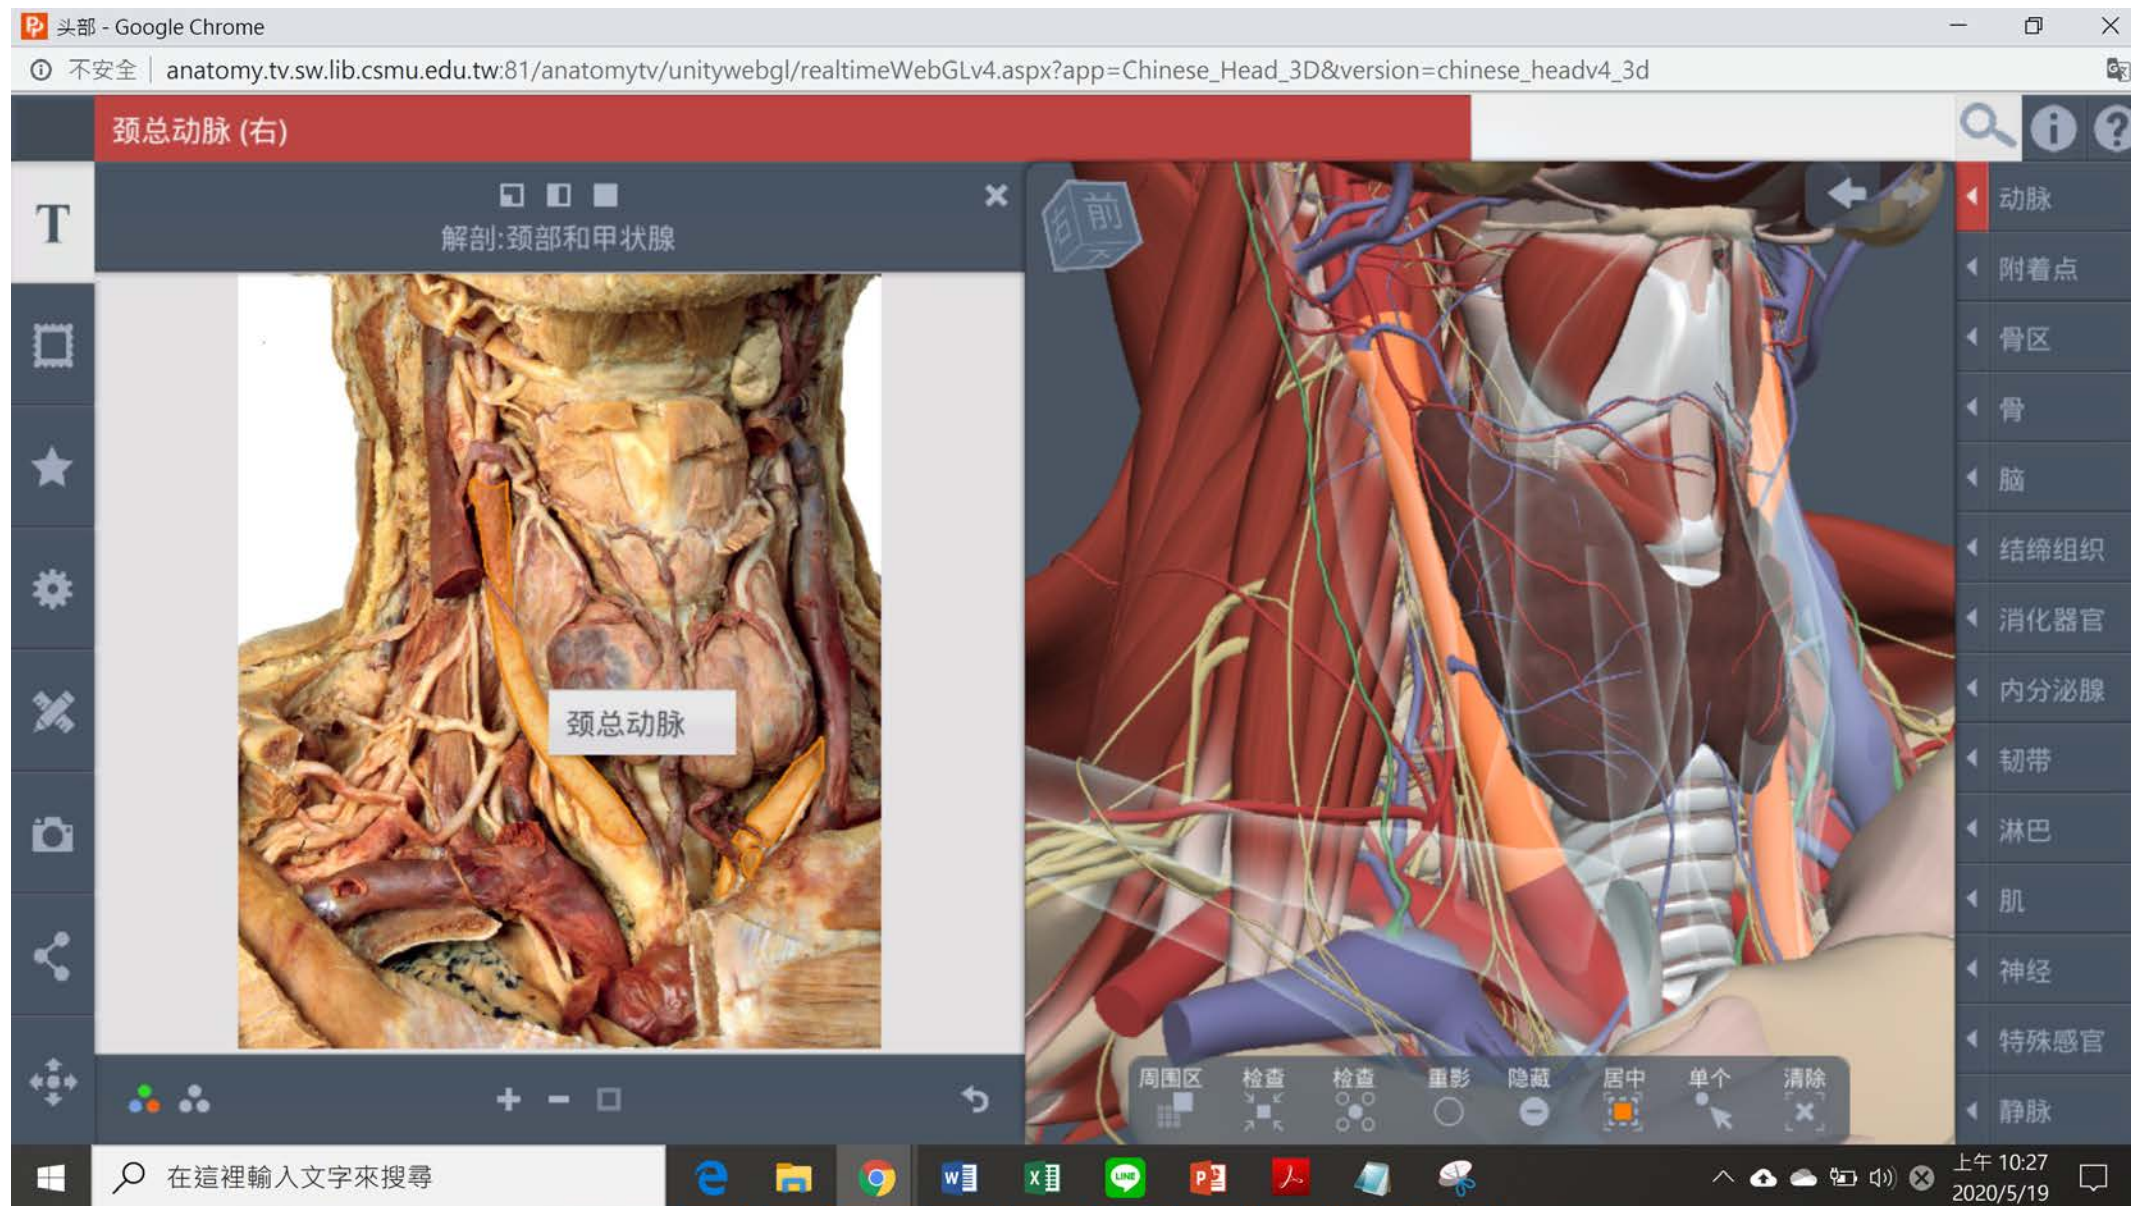 头部 - Google Chrome
不安全 | anatomy.tv.sw.lib.csmu.edu.tw:81/anatomytv/unitywebgl/realtimeWebGLv4.aspx?app=Chinese_Head_3D&version=chinese_headv4_3d
颈总动脉 (右)
T
解剖:颈部和甲状腺
颈总动脉
前
右
动脉
附着点
骨区
骨
脑
结缔组织
消化器官
内分泌腺
韧带
淋巴
肌
神经
特殊感官
静脉
周围区 检查 检查 重影 隐藏 居中 单个 清除
在這裡輸入文字來搜尋
LINE
上午 10:27
2020/5/19